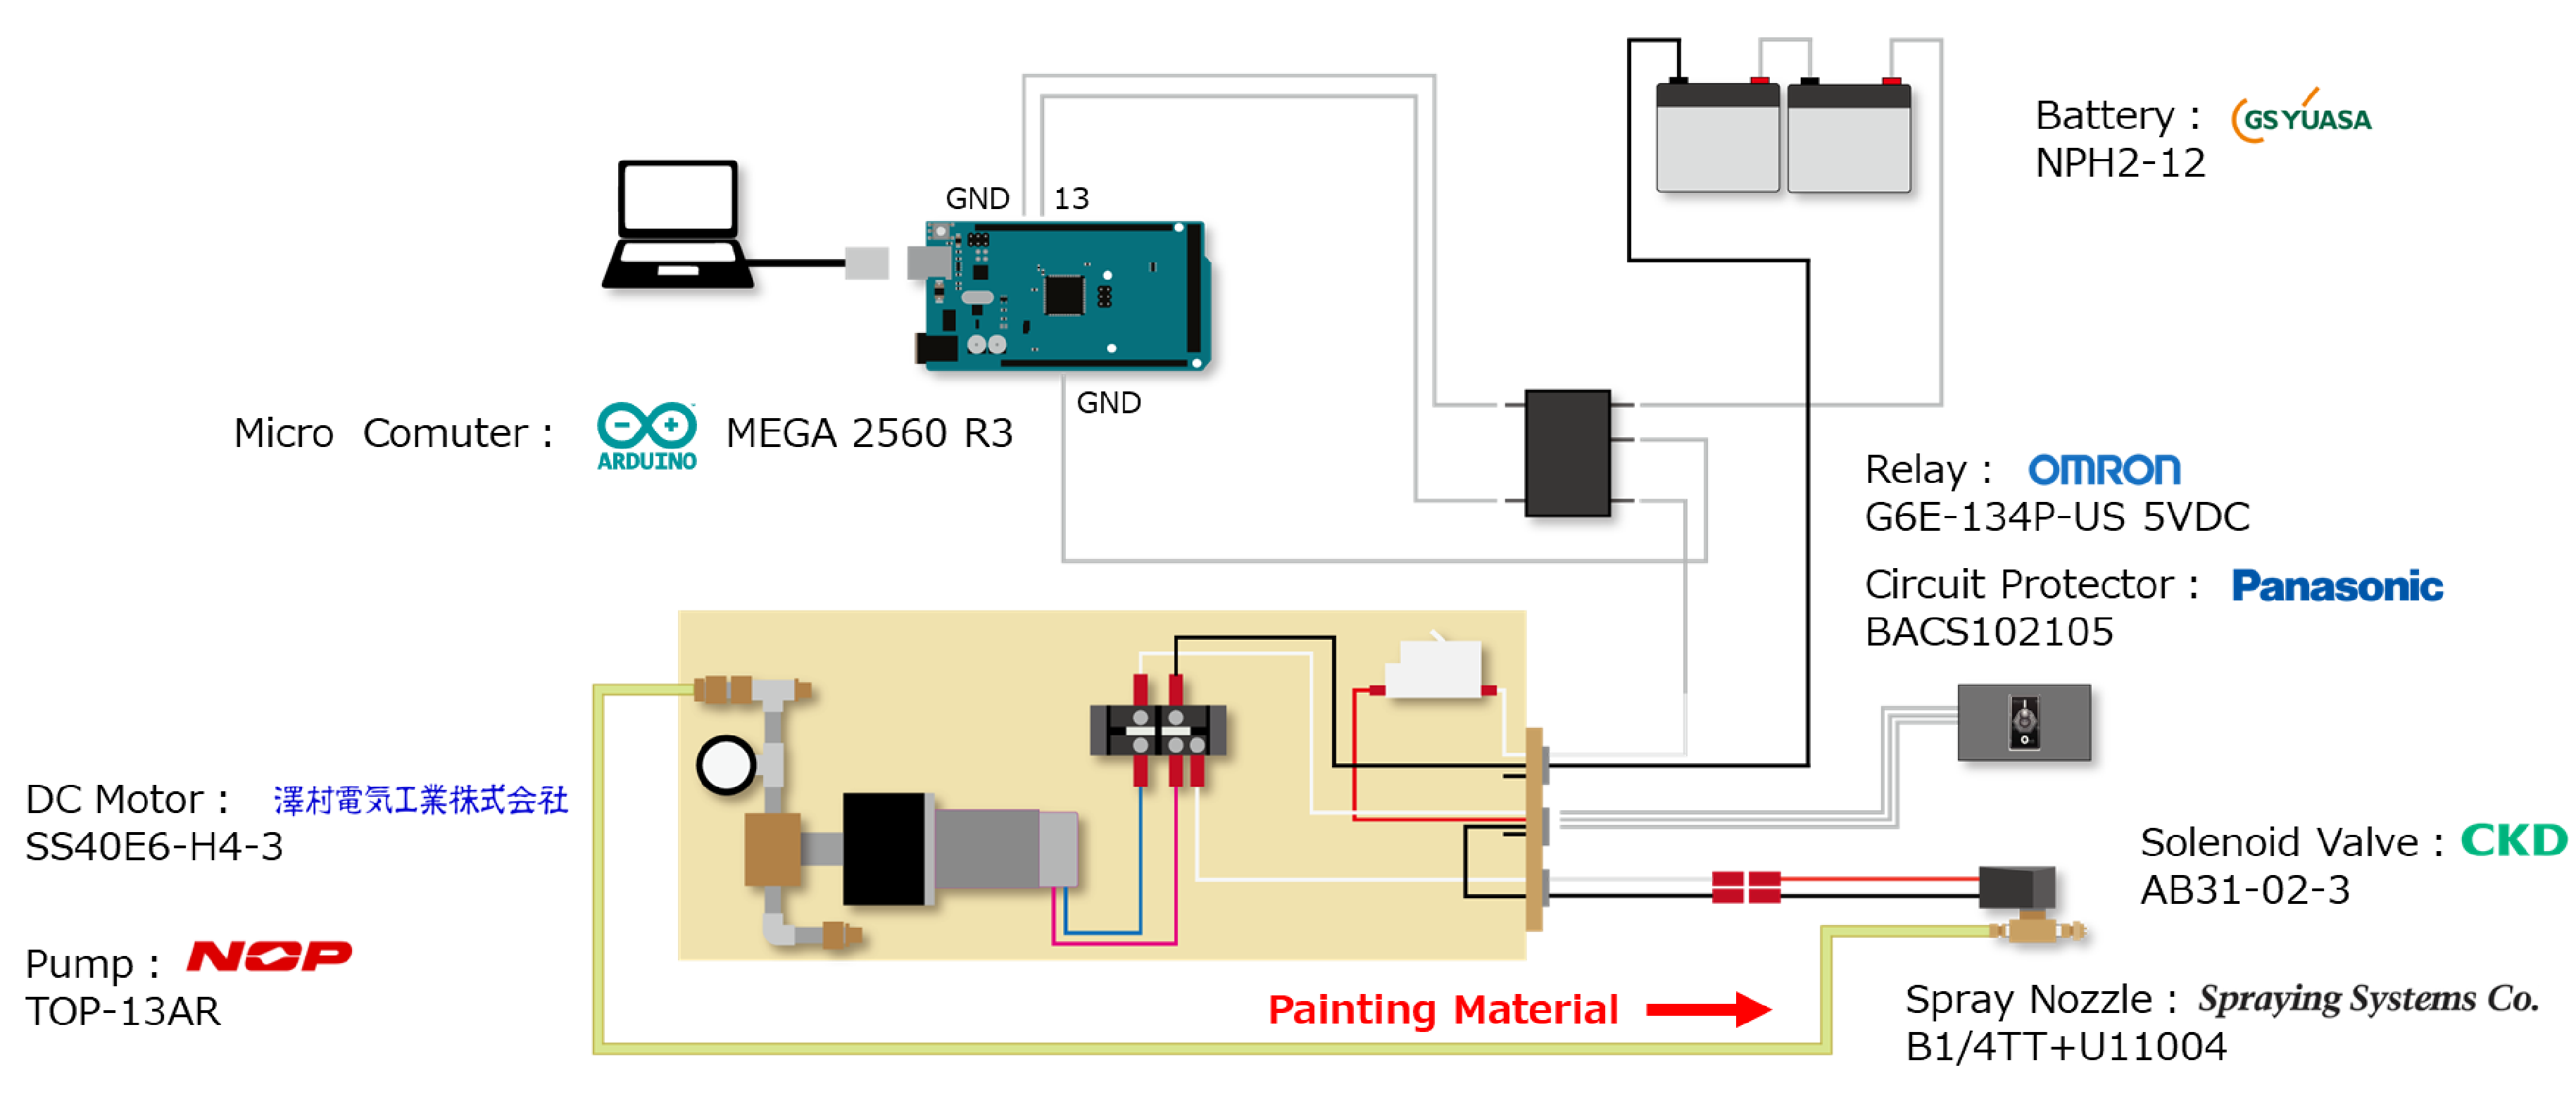 Battery : GS YUASA
NPH2-12
GND 13
GND
Micro Comuter : ARDUINO MEGA 2560 R3
Relay : OMRON
G6E-134P-US 5VDC
Circuit Protector : Panasonic
BACS102105
DC Motor : 澤村電気工業株式会社
SS40E6-H4-3
Solenoid Valve : CKD
AB31-02-3
Pump : NOP
TOP-13AR
Painting Material
Spray Nozzle : Spraying Systems Co.
B1/4TT+U11004